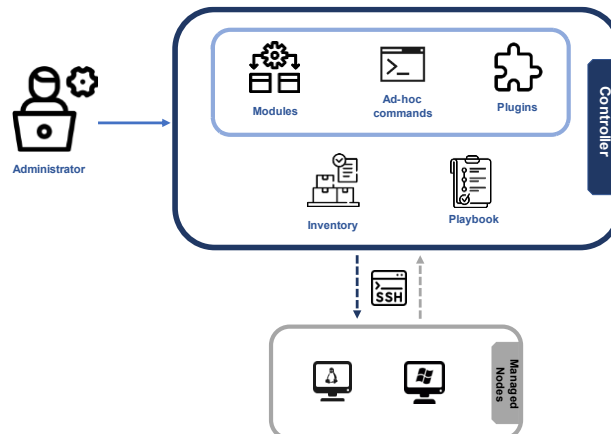 Modules
Ad-hoc
commands
Plugins
Controller
Administrator
Inventory
Playbook
SSH
Managed
Nodes